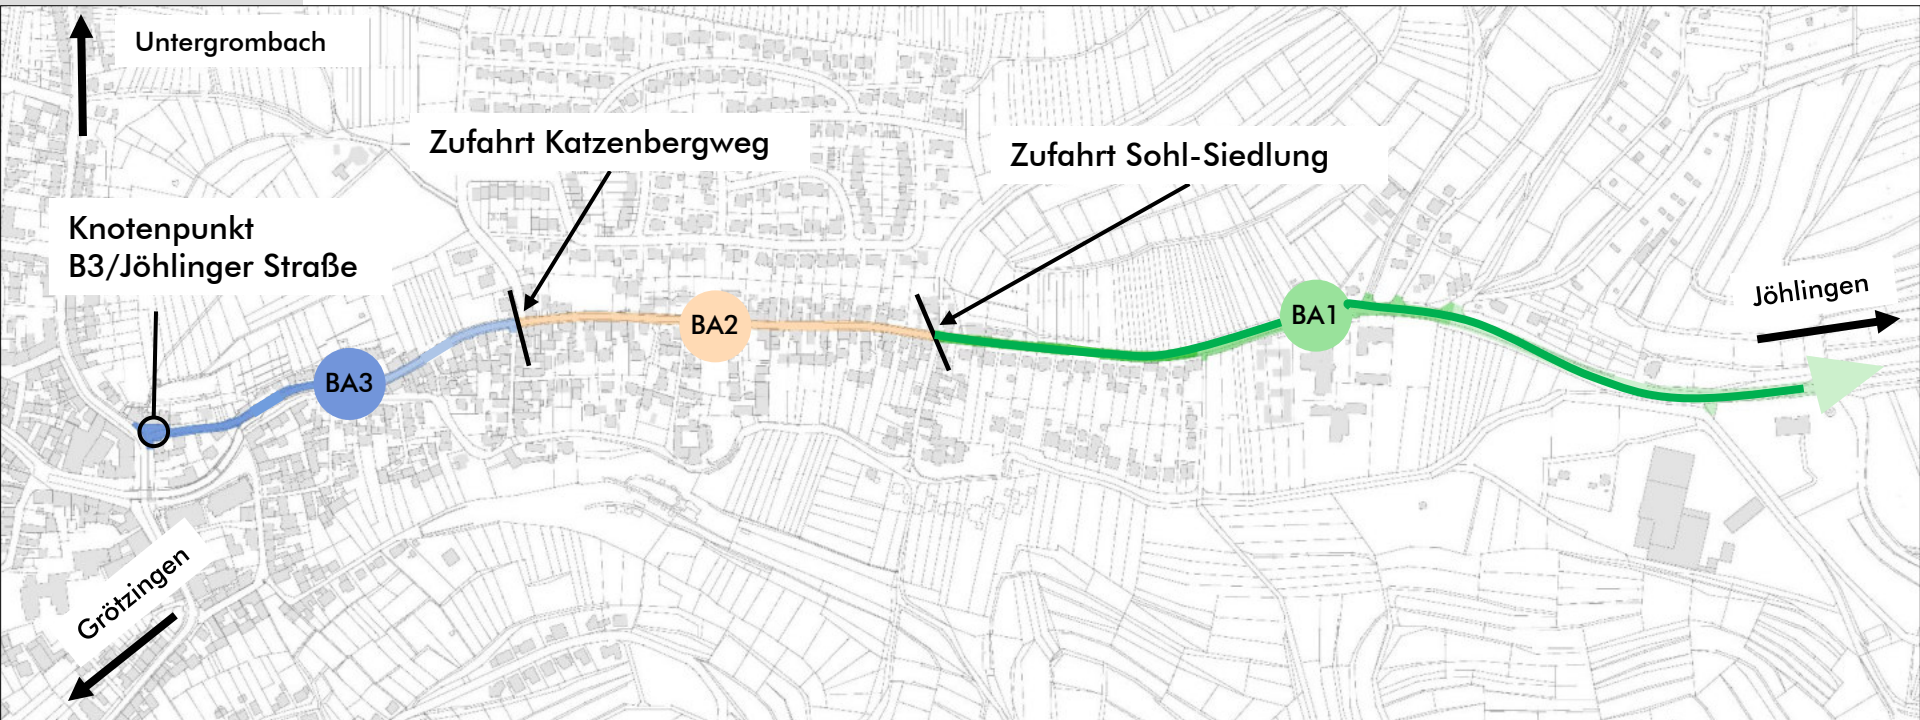 Untergrombach
Zufahrt Katzenbergweg
Zufahrt Sohl-Siedlung
Knotenpunkt
B3/Jöhlinger Straße
Jöhlingen
BA1
BA2
BA3
Grötzingen